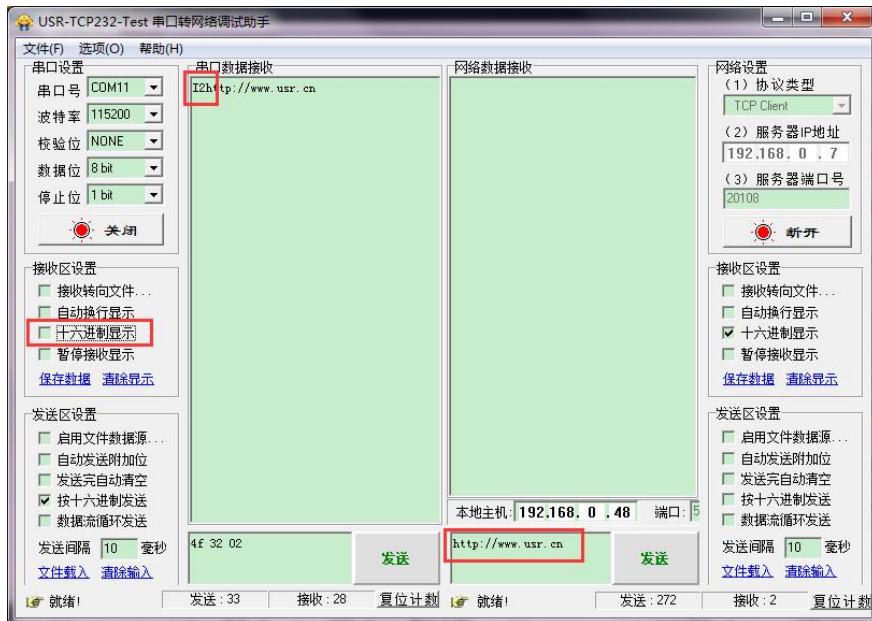 USR-TCP232-Test 串口转网络调试助手
文件(F) 选项(O) 帮助(H)
串口设置
串口号 COM11
波特率 115200
校验位 NONE
数据位 8 bit
停止位 1 bit
关闭
接收区设置
接收转向文件...
自动换行显示
十六进制显示
暂停接收显示
保存数据 清除显示
发送区设置
启用文件数据源...
自动发送附加位
发送完自动清空
按十六进制发送
数据流循环发送
发送间隔 10 毫秒
文件载入 清除输入
串口数据接收
I2http://www.usr.cn
4f 32 02
发送
网络数据接收
本地主机: 192.168. 0 .48 端口: 5
http://www.usr.cn
发送
网络设置
(1) 协议类型
TCP Client
(2) 服务器IP地址
192.168. 0 . 7
(3) 服务器端口号
20108
断开
接收区设置
接收转向文件...
自动换行显示
十六进制显示
暂停接收显示
保存数据 清除显示
发送区设置
启用文件数据源...
自动发送附加位
发送完自动清空
按十六进制发送
数据流循环发送
发送间隔 10 毫秒
文件载入 清除输入
就绪! 发送:33 接收:28 复位计数 就绪! 发送:272 接收:2 复位计数